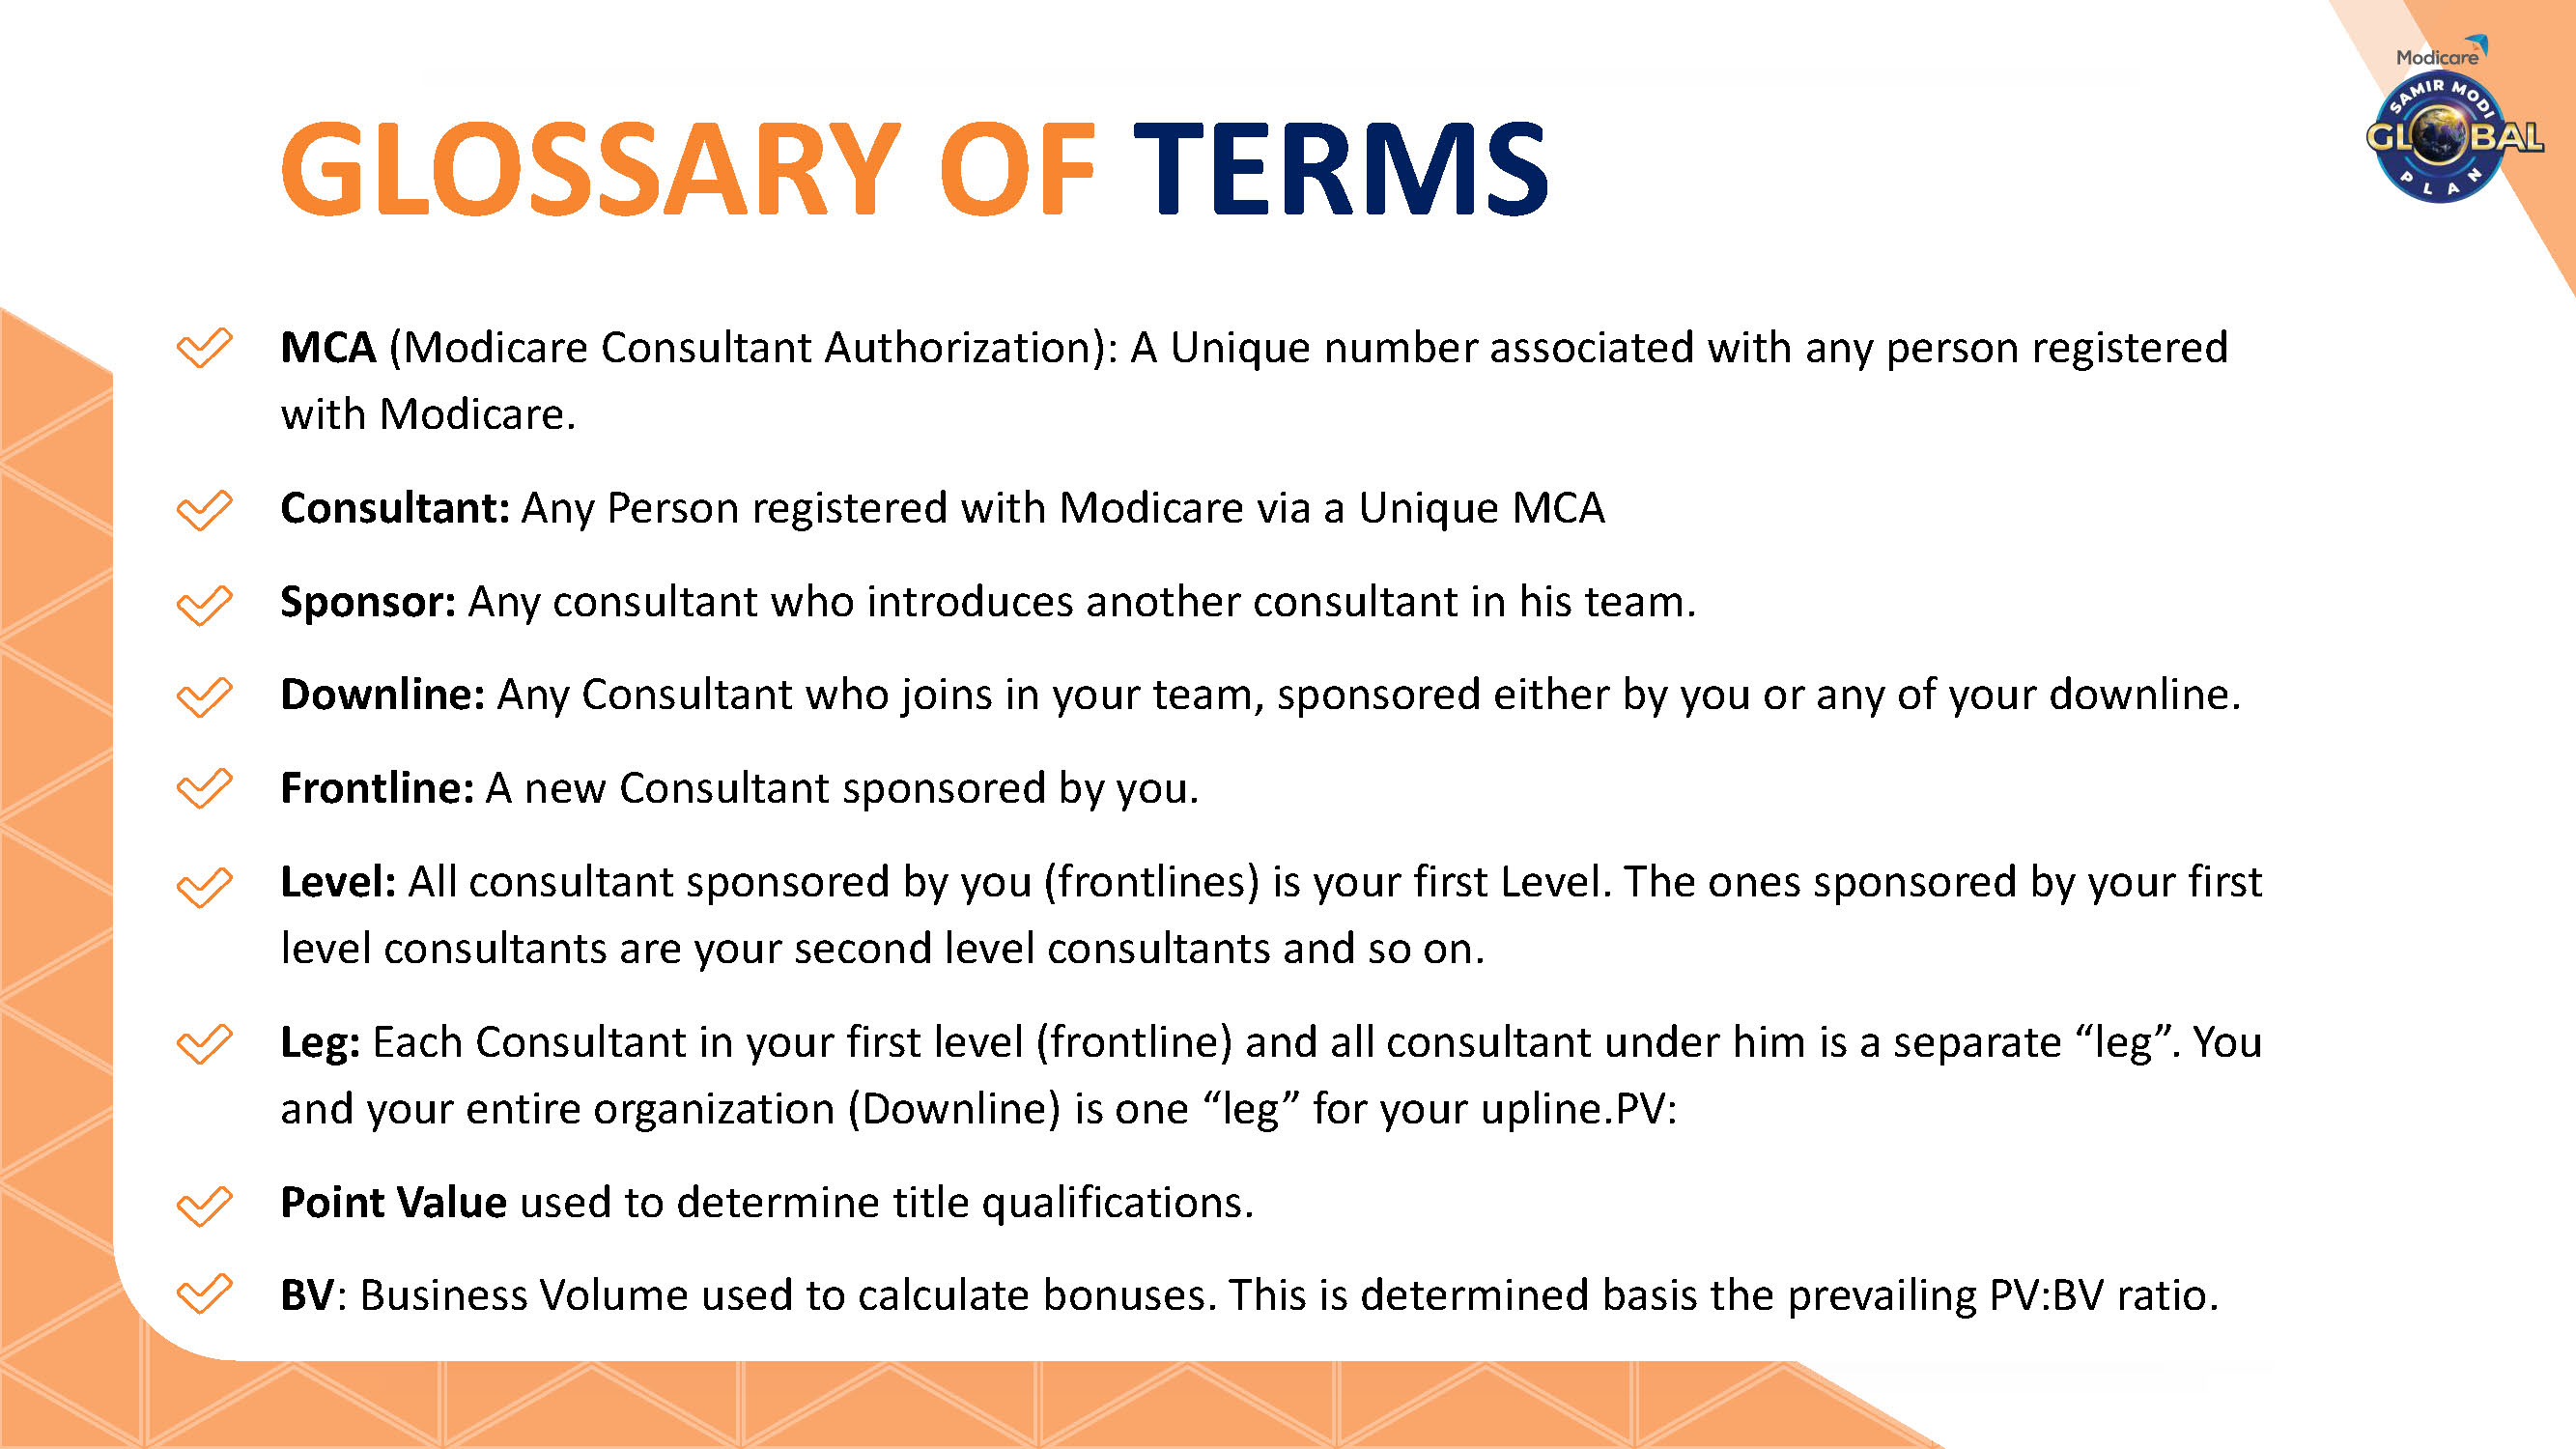 Modicare
SAMIR MODI
GLOBAL
PLAN
GLOSSARY OF TERMS
MCA (Modicare Consultant Authorization): A Unique number associated with any person registered
with Modicare.
Consultant: Any Person registered with Modicare via a Unique MCA
Sponsor: Any consultant who introduces another consultant in his team.
Downline: Any Consultant who joins in your team, sponsored either by you or any of your downline.
Frontline: A new Consultant sponsored by you.
Level: All consultant sponsored by you (frontlines) is your first Level. The ones sponsored by your first
level consultants are your second level consultants and so on.
Leg: Each Consultant in your first level (frontline) and all consultant under him is a separate “leg”. You
and your entire organization (Downline) is one “leg” for your upline.PV:
Point Value used to determine title qualifications.
BV: Business Volume used to calculate bonuses. This is determined basis the prevailing PV:BV ratio.